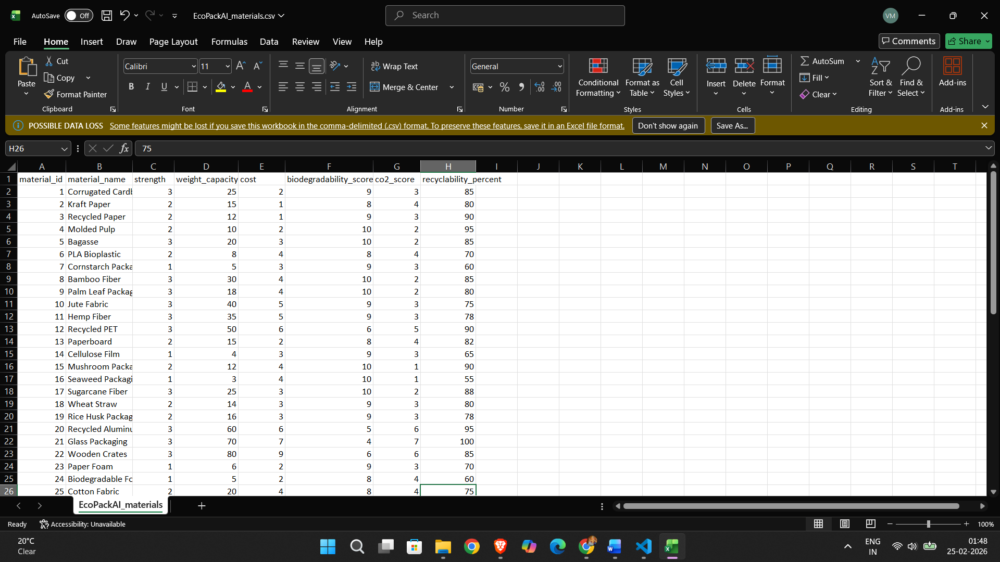 AutoSave Off EcoPackAI_materials.csv Search VM
File Home Insert Draw Page Layout Formulas Data Review View Help Comments Share
Paste Cut Copy Format Painter Clipboard
Calibri 11 B I U A Font
Wrap Text Merge & Center Alignment
General % Number
Conditional Formatting Format as Table Cell Styles Styles
Insert Delete Format Cells
AutoSum Fill Clear Sort & Filter Find & Select Editing
Add-ins Add-ins
POSSIBLE DATA LOSS Some features might be lost if you save this workbook in the comma-delimited (.csv) format. To preserve these features, save it in an Excel file format. Don't show again Save As...
H26 fx 75
A B C D E F G H I J K L M N O P Q R S T
1 material_id material_name strength weight_capacity cost biodegradability_score co2_score recyclability_percent
2 1 Corrugated Cardb 3 25 2 9 3 85
3 2 Kraft Paper 2 15 1 8 4 80
4 3 Recycled Paper 2 12 1 9 3 90
5 4 Molded Pulp 2 10 2 10 2 95
6 5 Bagasse 3 20 3 10 2 85
7 6 PLA Bioplastic 2 8 4 8 4 70
8 7 Cornstarch Packa 1 5 3 9 3 60
9 8 Bamboo Fiber 3 30 4 10 2 85
10 9 Palm Leaf Packag 3 18 4 10 2 80
11 10 Jute Fabric 3 40 5 9 3 75
12 11 Hemp Fiber 3 35 5 9 3 78
13 12 Recycled PET 3 50 6 6 5 90
14 13 Paperboard 2 15 2 8 4 82
15 14 Cellulose Film 1 4 3 9 3 65
16 15 Mushroom Packa 2 12 4 10 1 90
17 16 Seaweed Packagi 1 3 4 10 1 55
18 17 Sugarcane Fiber 3 25 3 10 2 88
19 18 Wheat Straw 2 14 3 9 3 80
20 19 Rice Husk Packag 2 16 3 9 3 78
21 20 Recycled Aluminu 3 60 6 5 6 95
22 21 Glass Packaging 3 70 7 4 7 100
23 22 Wooden Crates 3 80 9 6 6 85
24 23 Paper Foam 1 6 2 9 3 70
25 24 Biodegradable Fo 1 5 2 8 4 60
26 25 Cotton Fabric 2 20 4 8 4 75
EcoPackAI_materials
Ready Accessibility: Unavailable 100%
20°C
Clear
ENG
IN
01:48
25-02-2026